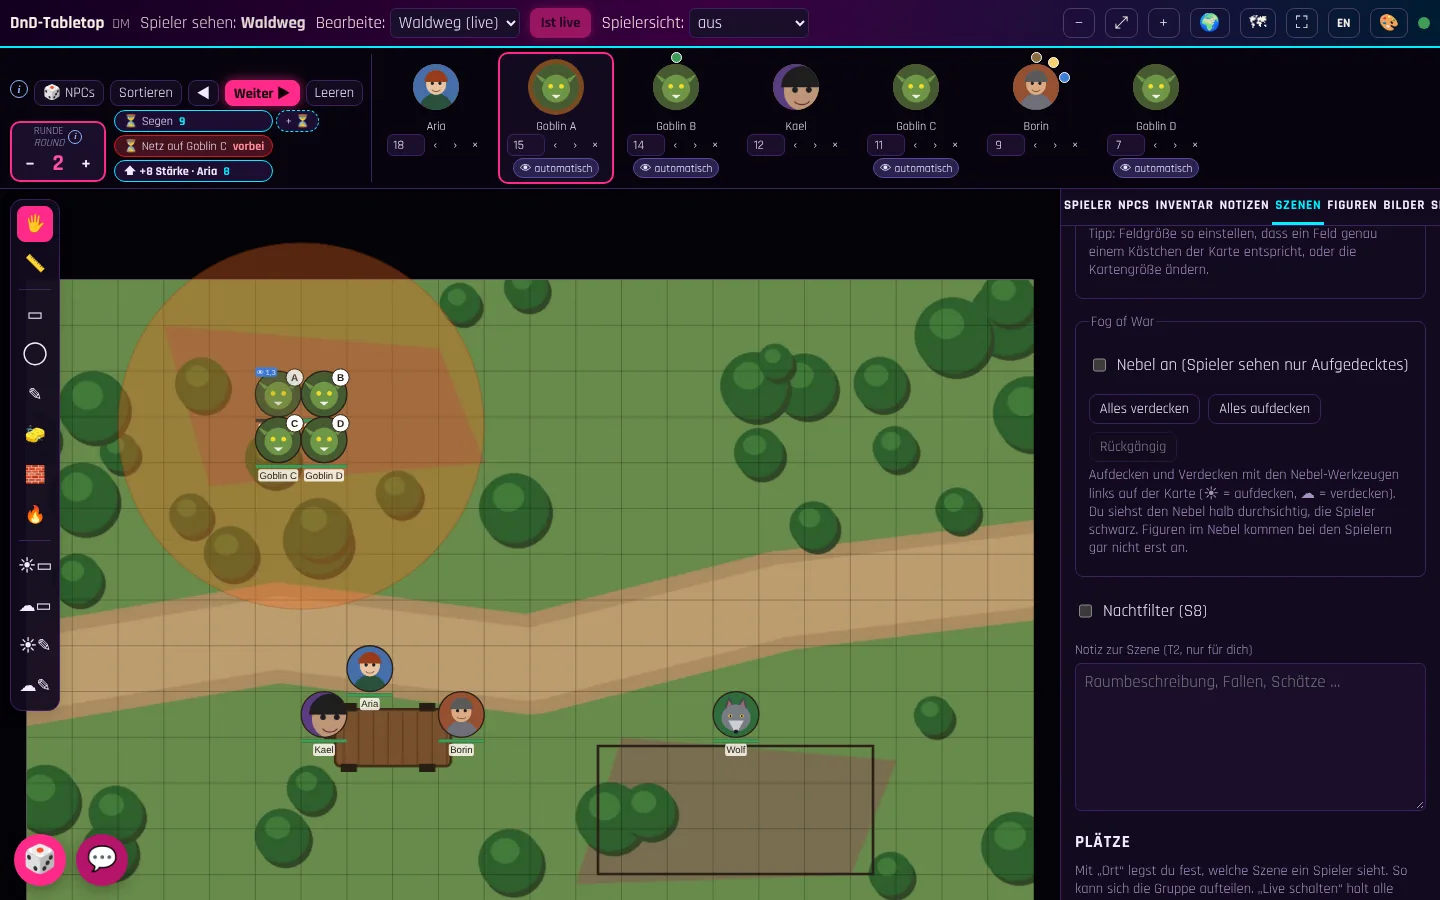 DnD-Tabletop DM Spieler sehen: Waldweg Bearbeite: Waldweg (live) Ist live Spielersicht: aus − + EN
i NPCs Sortieren Weiter Leeren
RUNDE
ROUND i
− 2 +
Segen 9 +
Netz auf Goblin C vorbei
+8 Stärke · Aria 8
Aria
18 ‹ › ×
Goblin A
15 ‹ › ×
automatisch
Goblin B
14 ‹ › ×
automatisch
Kael
12 ‹ › ×
Goblin C
11 ‹ › ×
automatisch
Borin
9 ‹ › ×
Goblin D
7 ‹ › ×
automatisch
SPIELER NPCS INVENTAR NOTIZEN SZENEN FIGUREN BILDER
Tipp: Feldgröße so einstellen, dass ein Feld genau
einem Kästchen der Karte entspricht, oder die
Kartengröße ändern.
Fog of War
Nebel an (Spieler sehen nur Aufgedecktes)
Alles verdecken Alles aufdecken
Rückgängig
Aufdecken und Verdecken mit den Nebel-Werkzeugen
links auf der Karte (☀ = aufdecken, ☁ = verdecken).
Du siehst den Nebel halb durchsichtig, die Spieler
schwarz. Figuren im Nebel kommen bei den Spielern
gar nicht erst an.
Nachtfilter (S8)
Notiz zur Szene (T2, nur für dich)
Raumbeschreibung, Fallen, Schätze ...
PLÄTZE
Mit „Ort“ legst du fest, welche Szene ein Spieler sieht. So
kann sich die Gruppe aufteilen. „Live schalten“ holt alle
1,3 A B
C D
Goblin C Goblin D
Aria
Kael Borin Wolf